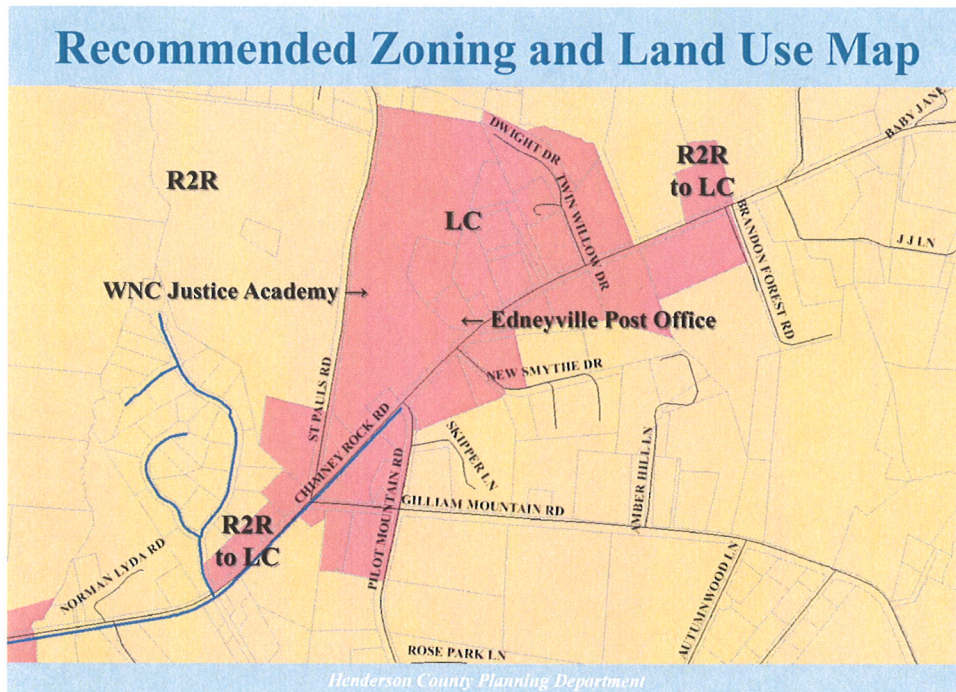 Recommended Zoning and Land Use Map
BABY JANE
DWIGHT DR
R2R
to LC
R2R
TWIN WILLOW DR
LC
BRANDON FOREST RD
J J LN
WNC Justice Academy →
← Edneyville Post Office
ST PAULS RD
NEW SMYTHE DR
CHIMNEY ROCK RD
SKIPPER LN
AMBER HILL LN
PILOT MOUNTAIN RD
GILLIAM MOUNTAIN RD
R2R
to LC
NORMAN LYDA RD
AUTUMNWOOD LN
ROSE PARK LN
Henderson County Planning Department